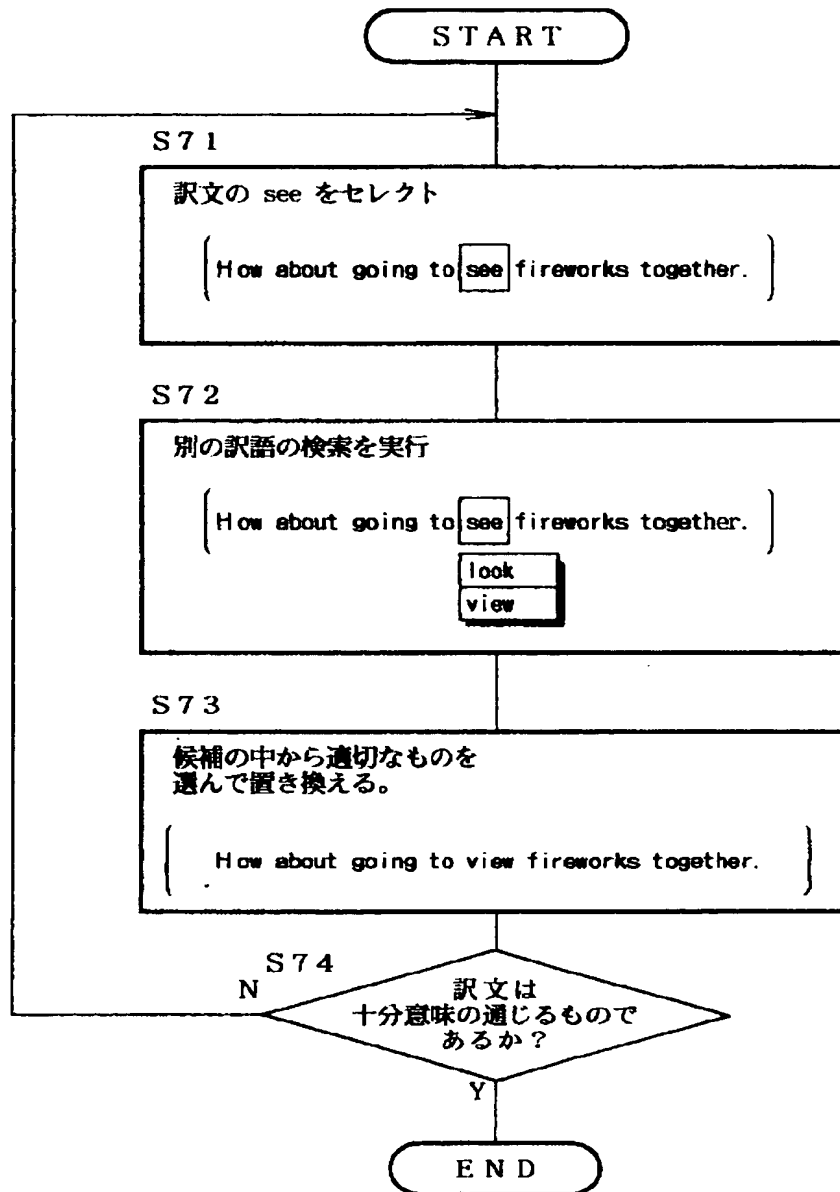 START
S71
訳文の see をセレクト
How about going to see fireworks together.
S72
別の訳語の検索を実行
How about going to see fireworks together.
look
view
S73
候補の中から適切なものを
選んで置き換える。
How about going to view fireworks together.
S74
N
訳文は
十分意味の通じるもので
あるか？
Y
END